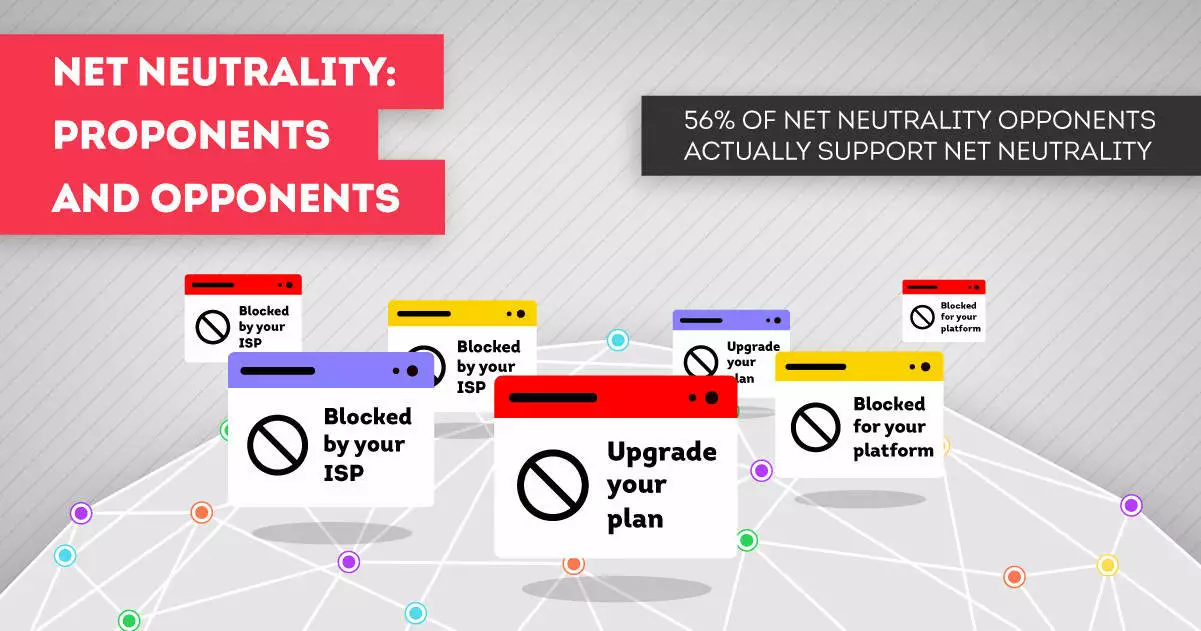 NET NEUTRALITY:
PROPONENTS
AND OPPONENTS
56% OF NET NEUTRALITY OPPONENTS
ACTUALLY SUPPORT NET NEUTRALITY
Blocked
by your
ISP
Blocked
by your
ISP
Upgrade
your
plan
Blocked
for your
platform
Blocked
by your
ISP
Upgrade
your
plan
Blocked
for your
platform